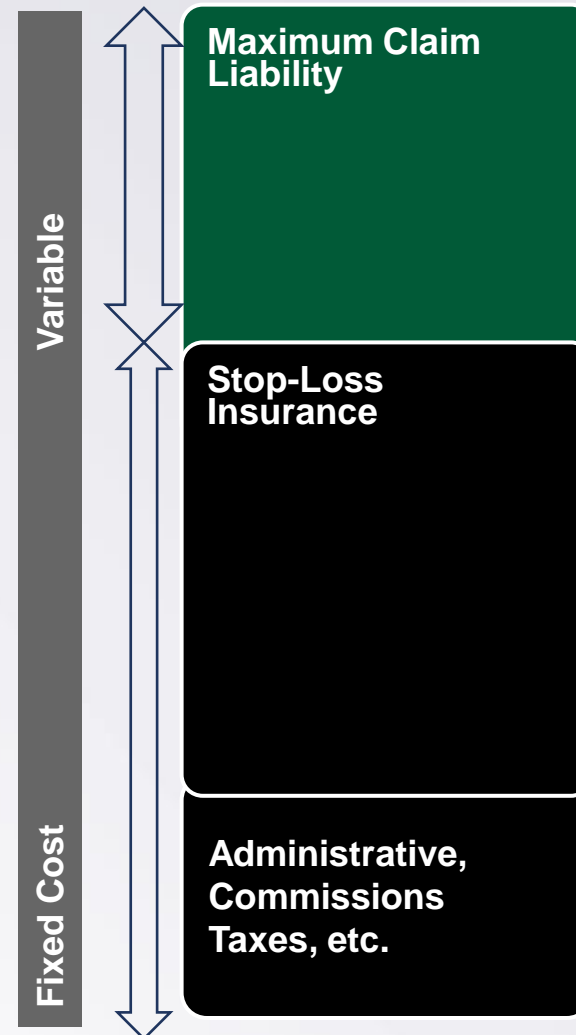 Maximum Claim
Liability
Variable
Stop-Loss
Insurance
Administrative,
Commissions
Taxes, etc.
Fixed Cost